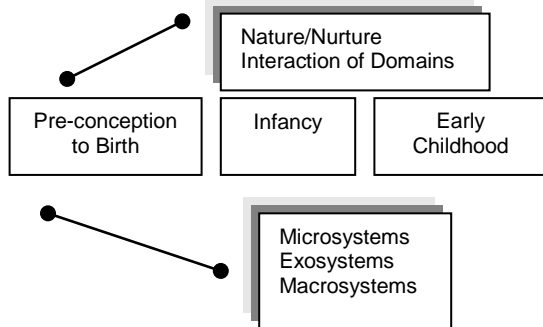 Nature/Nurture
Interaction of Domains
Pre-conception
to Birth
Infancy
Early
Childhood
Microsystems
Exosystems
Macrosystems